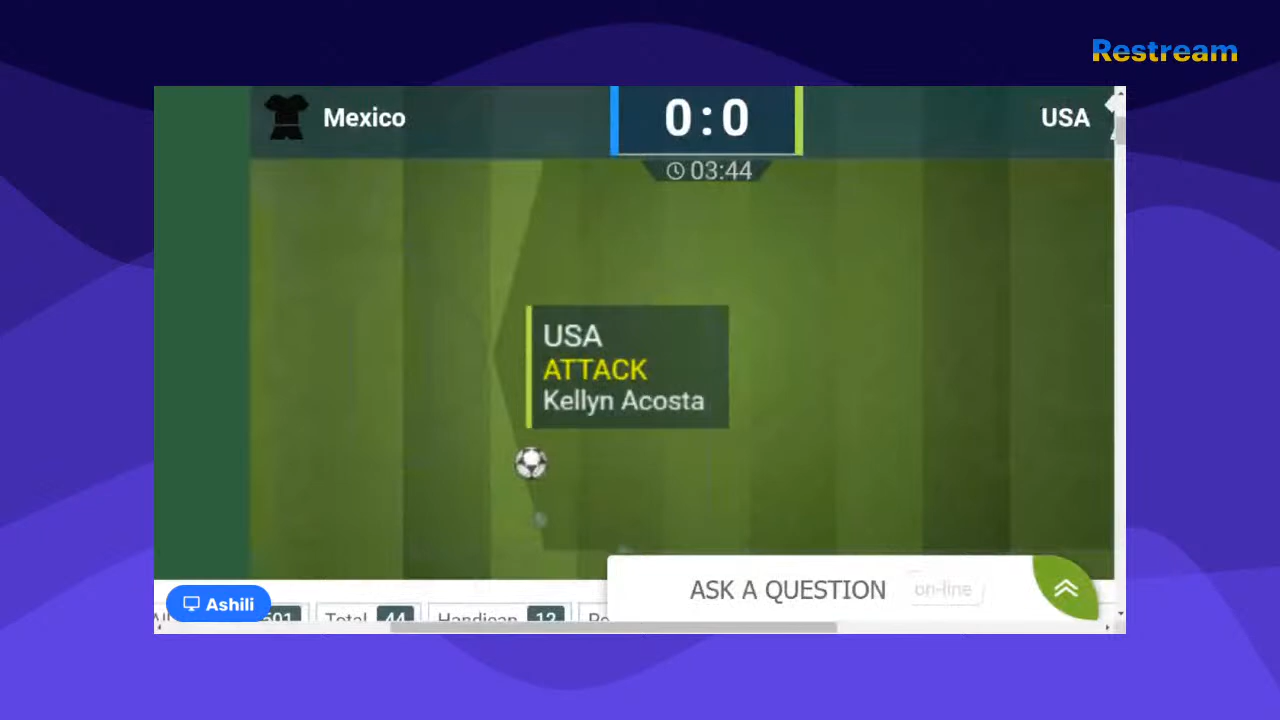 Restream
Mexico
0:0
USA
03:44
USA
ATTACK
Kellyn Acosta
ASK A QUESTION
on-line
Ashili
Total 44
Handicap 12